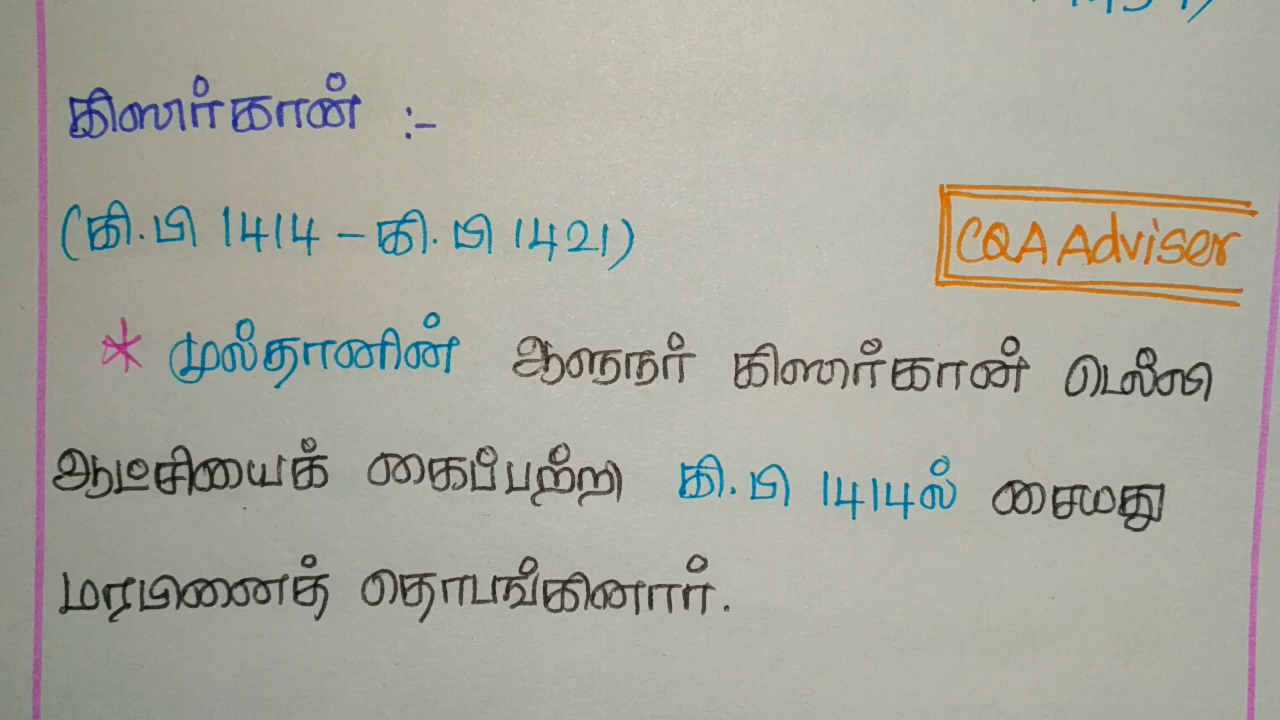 கிஸர்கான் :-
(கி.பி 1414 – கி.பி 1421)
CQA Adviser
* முல்தானின் ஆளுநர் கிஸர்கான் டெல்லி
ஆட்சியைக் கைப்பற்றி கி.பி 1414ல் சையது
மரபினைத் தொடங்கினார்.